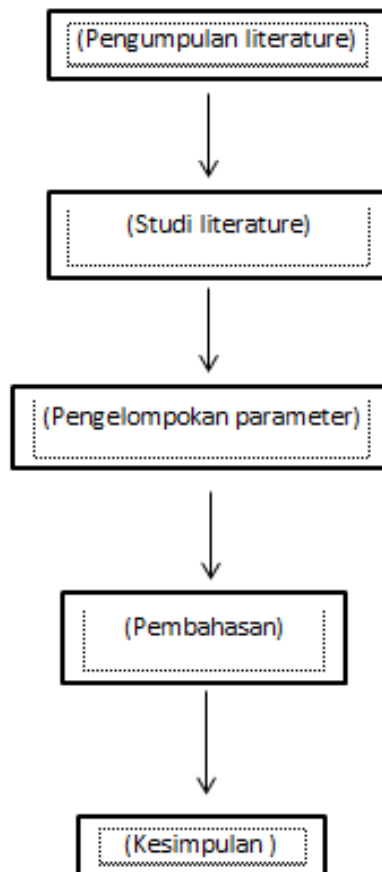 (Pengumpulan literature)
(Studi literature)
(Pengelompokan parameter)
(Pembahasan)
(Kesimpulan )